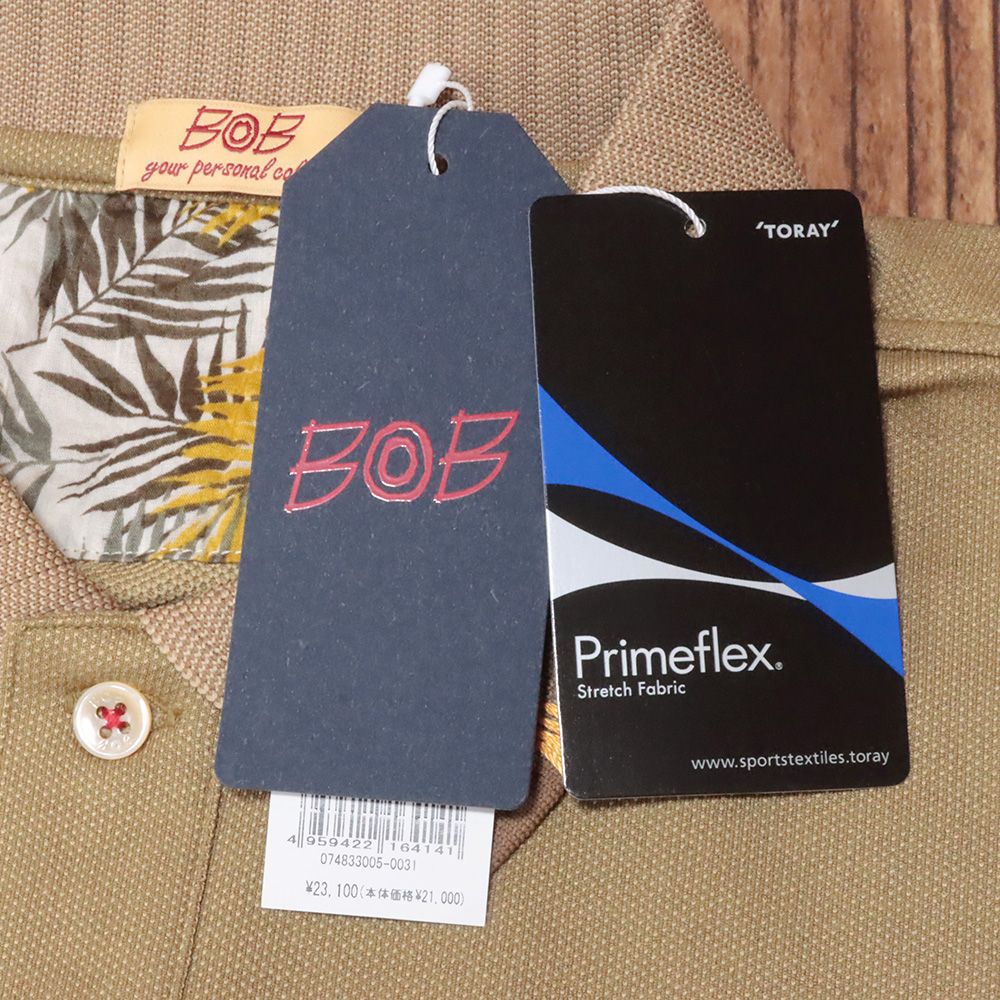 BOB
your personal
BOB
'TORAY'
Primeflex®
Stretch Fabric
www.sportstextiles.toray
4 959422 164141
074833005-0031
¥23,100(本体価格¥21,000)